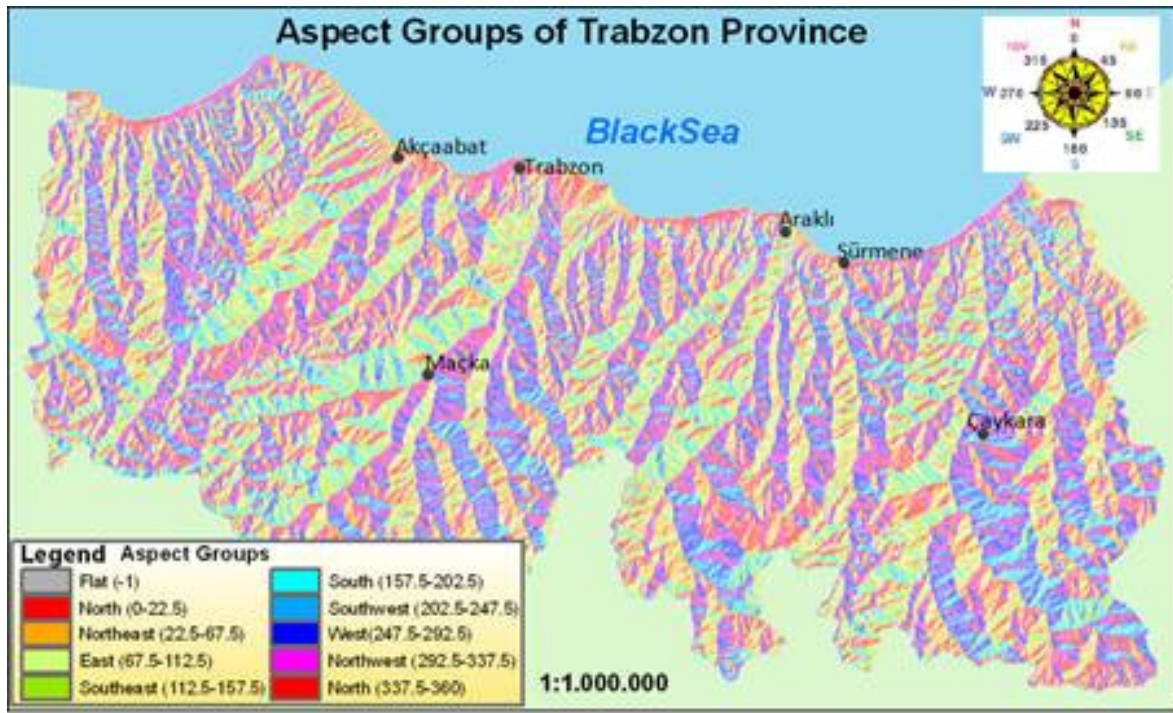 Aspect Groups of Trabzon Province
N
0
NW
NE
315
45
W 270
90 E
225
135
SW
SE
180
S
BlackSea
Akçaabat
Trabzon
Araklı
Sürmene
Maçka
Çaykara
Legend Aspect Groups
Flat (-1)
North (0-22.5)
Northeast (22.5-67.5)
East (67.5-112.5)
Southeast (112.5-157.5)
South (157.5-202.5)
Southwest (202.5-247.5)
West(247.5-292.5)
Northwest (292.5-337.5)
North (337.5-360)
1:1.000.000